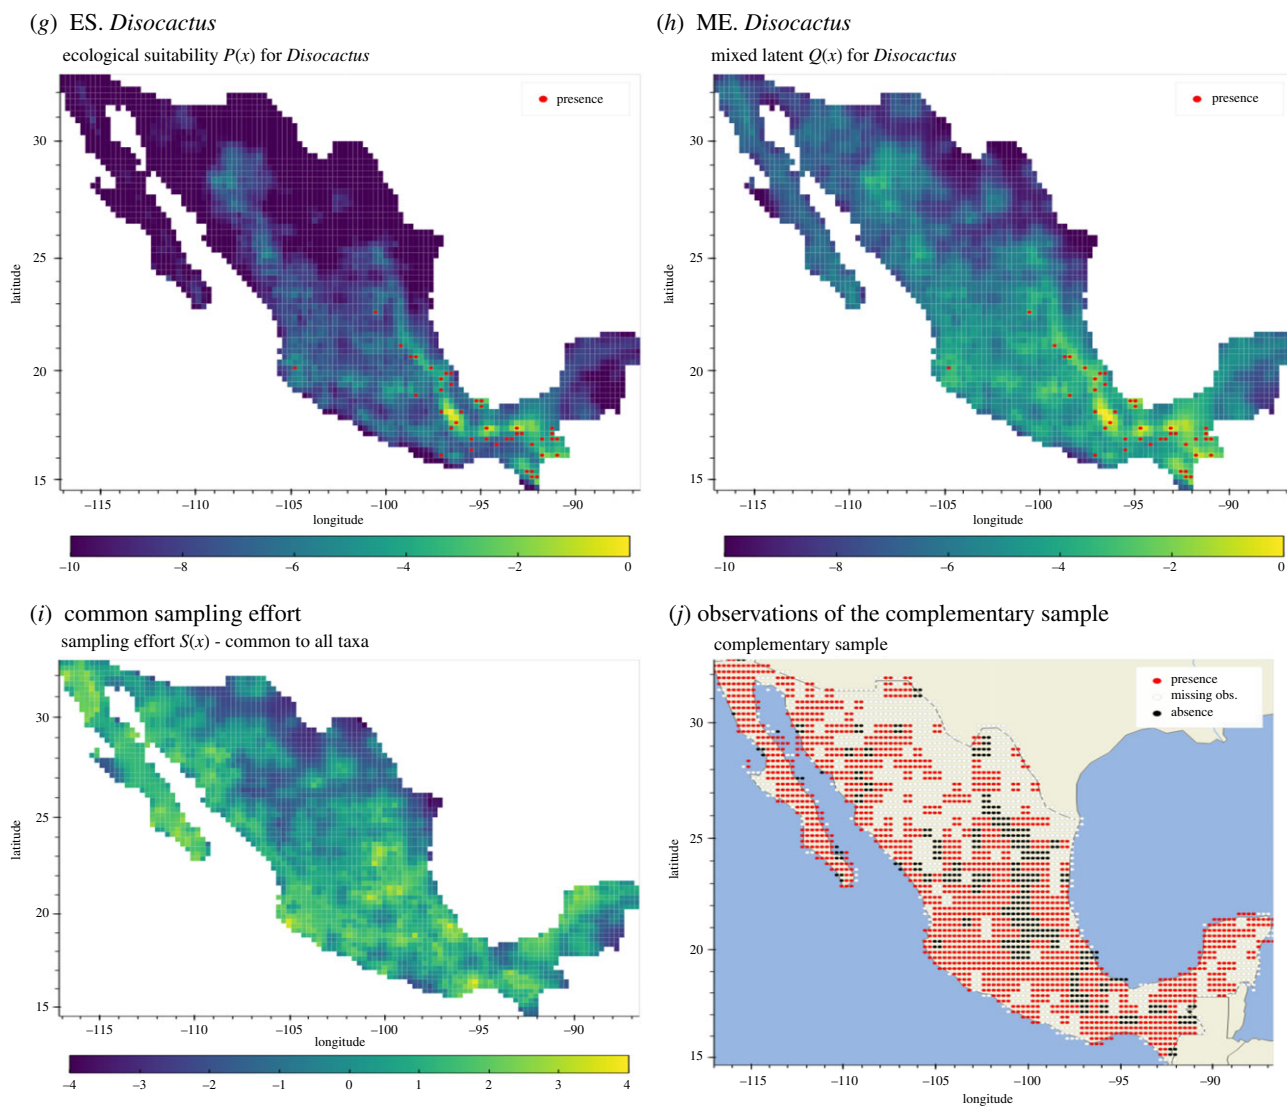 (g) ES. Disocactus
ecological suitability P(x) for Disocactus
presence
30
25
20
15
latitude
−115
−110
−105
−100
−95
−90
longitude
−10
−8
−6
−4
−2
0
(h) ME. Disocactus
mixed latent Q(x) for Disocactus
presence
30
25
20
15
latitude
−115
−110
−105
−100
−95
−90
longitude
−10
−8
−6
−4
−2
0
(i) common sampling effort
sampling effort S(x) - common to all taxa
30
25
20
15
latitude
−115
−110
−105
−100
−95
−90
longitude
−4
−3
−2
−1
0
1
2
3
4
(j) observations of the complementary sample
complementary sample
presence
missing obs.
absence
30
25
20
15
latitude
−115
−110
−105
−100
−95
−90
longitude